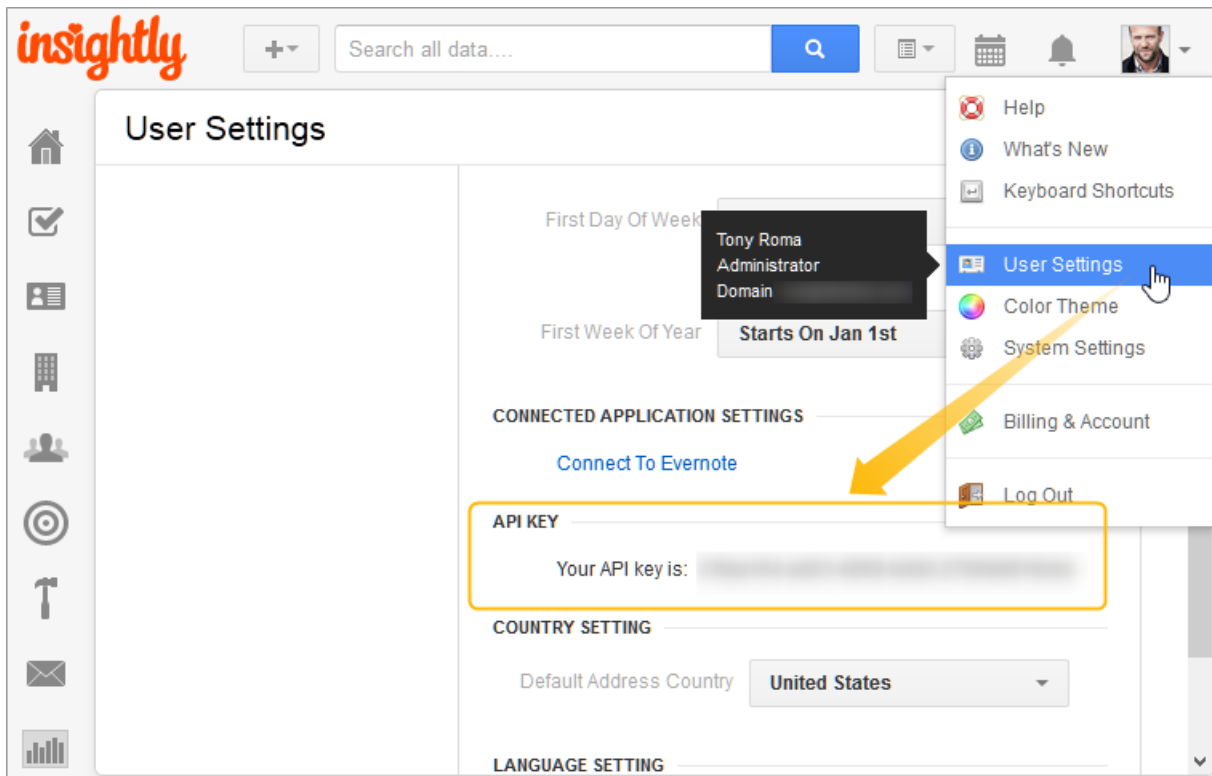 insightly
Search all data....
User Settings
Help
What's New
Keyboard Shortcuts
User Settings
Color Theme
System Settings
Billing & Account
Log Out
Tony Roma
Administrator
Domain
First Day Of Week
First Week Of Year Starts On Jan 1st
CONNECTED APPLICATION SETTINGS
Connect To Evernote
API KEY
Your API key is:
COUNTRY SETTING
Default Address Country United States
LANGUAGE SETTING